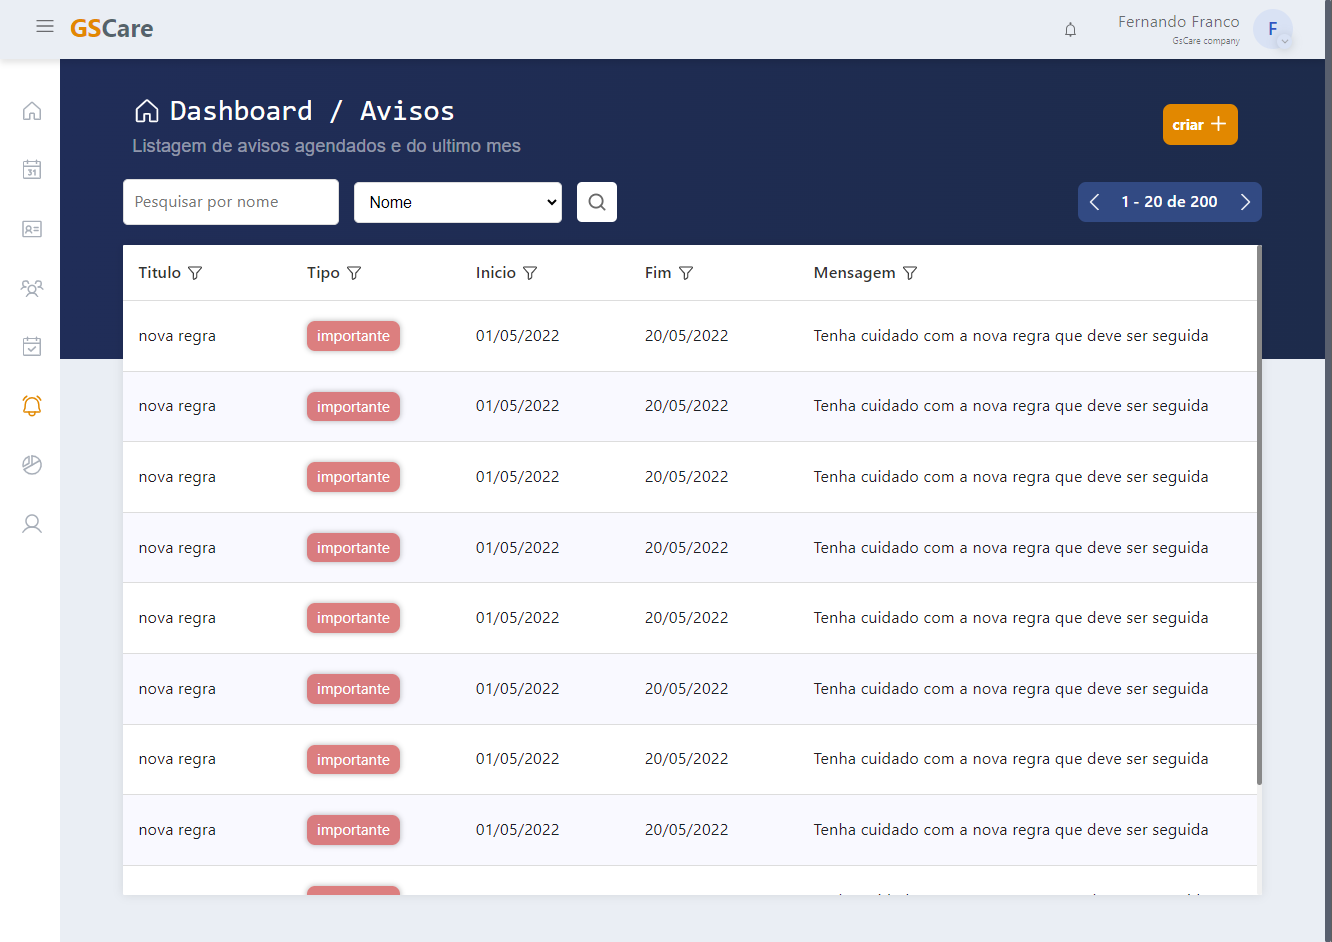 GSCare
Fernando Franco
GsCare company
F
Dashboard / Avisos
Listagem de avisos agendados e do ultimo mes
criar
31
Pesquisar por nome
Nome
1 - 20 de 200
Titulo Tipo Inicio Fim Mensagem
nova regra importante 01/05/2022 20/05/2022 Tenha cuidado com a nova regra que deve ser seguida
nova regra importante 01/05/2022 20/05/2022 Tenha cuidado com a nova regra que deve ser seguida
nova regra importante 01/05/2022 20/05/2022 Tenha cuidado com a nova regra que deve ser seguida
nova regra importante 01/05/2022 20/05/2022 Tenha cuidado com a nova regra que deve ser seguida
nova regra importante 01/05/2022 20/05/2022 Tenha cuidado com a nova regra que deve ser seguida
nova regra importante 01/05/2022 20/05/2022 Tenha cuidado com a nova regra que deve ser seguida
nova regra importante 01/05/2022 20/05/2022 Tenha cuidado com a nova regra que deve ser seguida
nova regra importante 01/05/2022 20/05/2022 Tenha cuidado com a nova regra que deve ser seguida